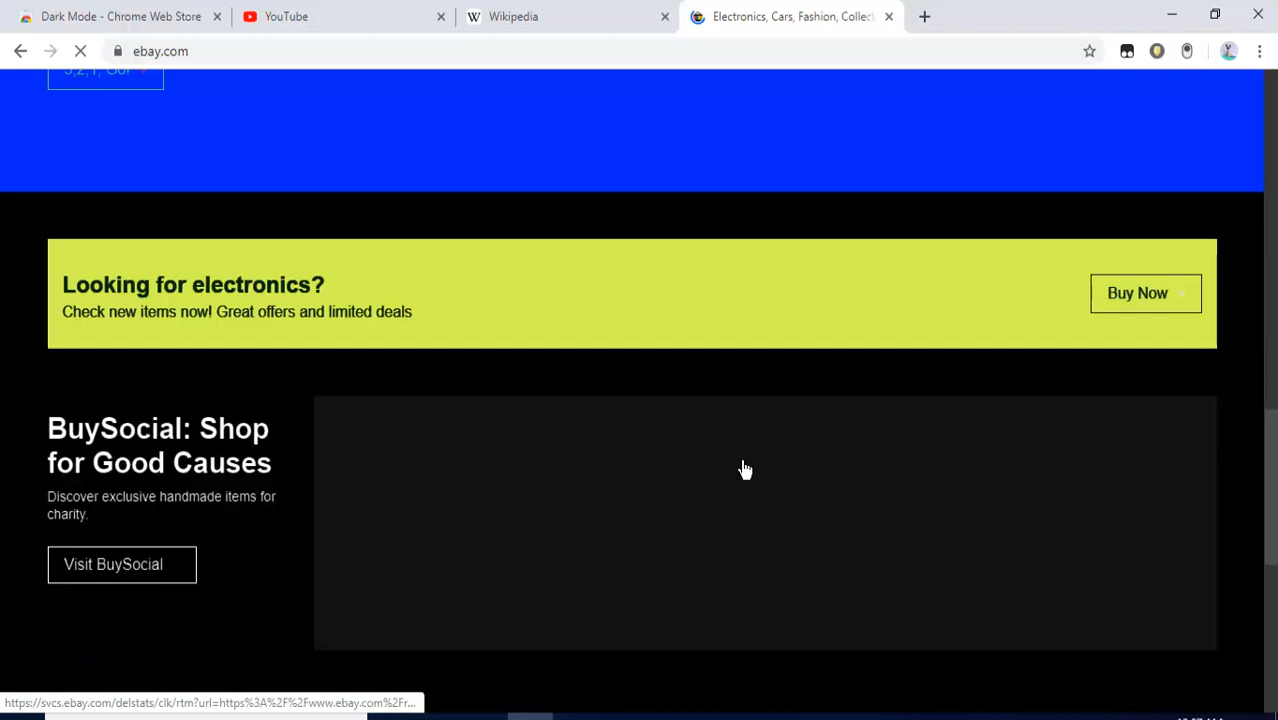 Dark Mode - Chrome Web Store
YouTube
Wikipedia
Electronics, Cars, Fashion, Collect
ebay.com
3,2,1, Go!
Looking for electronics?
Check new items now! Great offers and limited deals
Buy Now
BuySocial: Shop
for Good Causes
Discover exclusive handmade items for
charity.
Visit BuySocial
https://svcs.ebay.com/delstats/clk/rtm?url=https%3A%2F%2Fwww.ebay.com%2Fr...